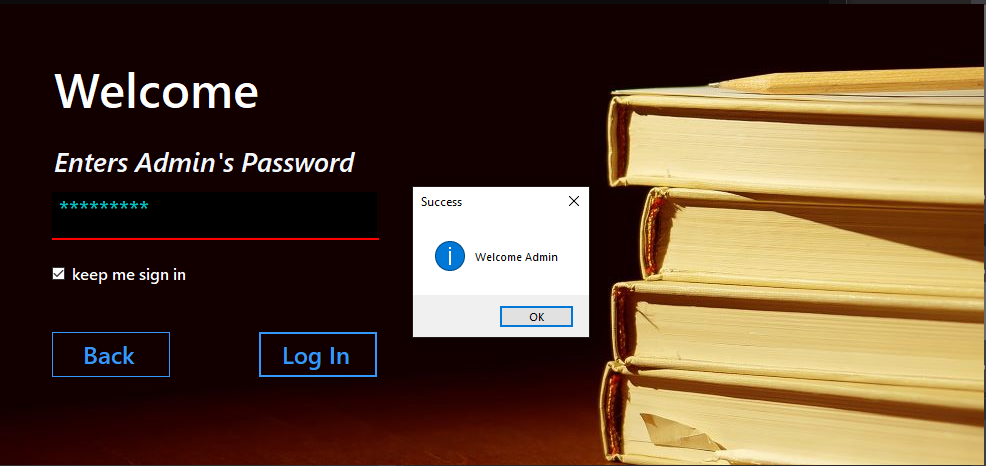 Welcome
Enters Admin's Password
*********
keep me sign in
Back
Log In
Success
Welcome Admin
OK